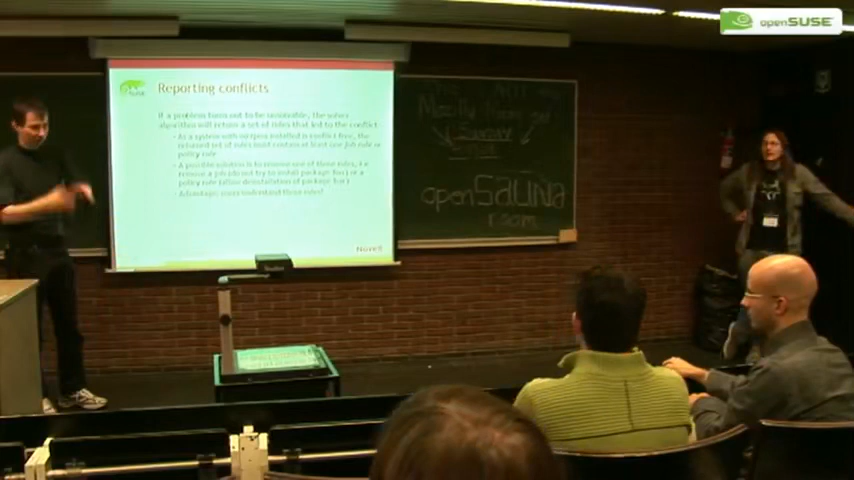 openSUSE
Reporting conflicts
If a problem turns out to be unsolvable, the solver
algorithm will return a set of rules that led to the conflict.
As a system with no jobs installed is conflict free, the
returned set of rules must contain at least one job rule or
policy rule
A possible solution is to remove one of those rules, i.e.
remove a job (do not try to install package foo) or a
policy rule (allow deinstallation of package bar)
Advantage: users understand those rules!
Novell
SUNDAY
openSAUNA
room